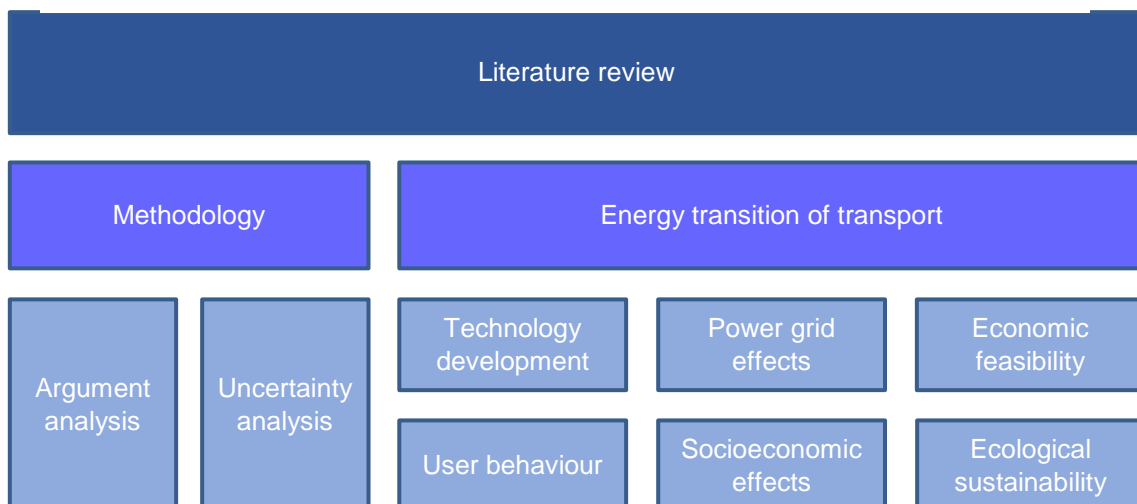 Literature review
Methodology
Energy transition of transport
Argument
analysis
Uncertainty
analysis
Technology
development
Power grid
effects
Economic
feasibility
User behaviour
Socioeconomic
effects
Ecological
sustainability